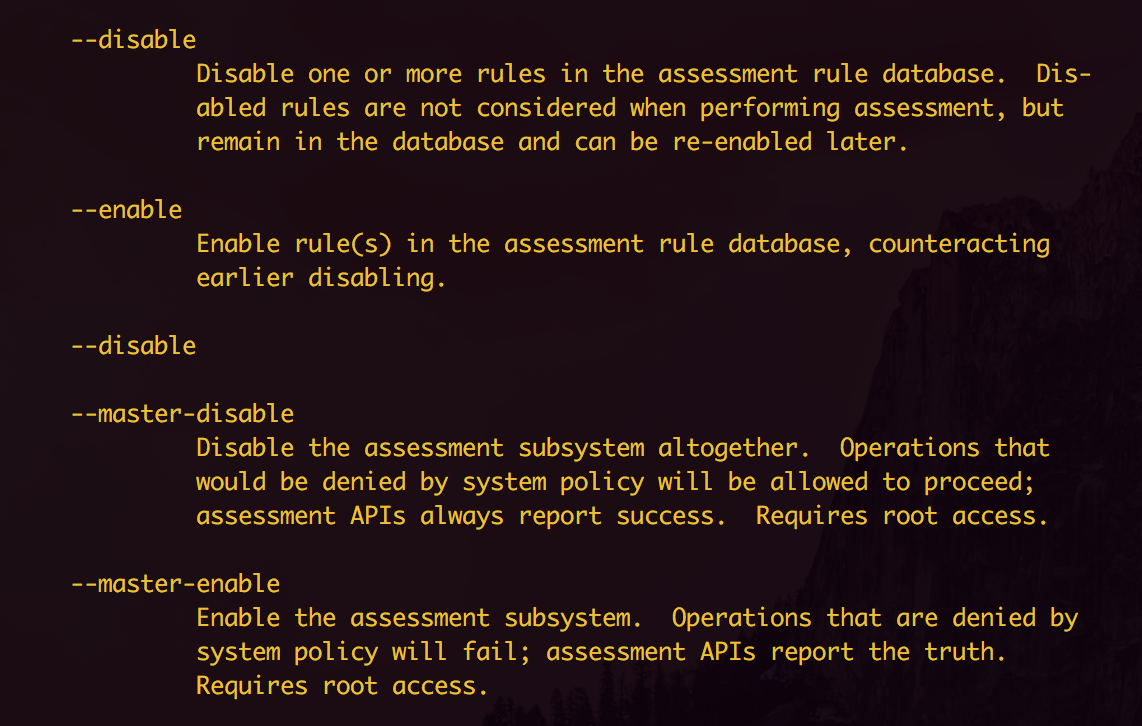 --disable
Disable one or more rules in the assessment rule database.  Dis-
abled rules are not considered when performing assessment, but
remain in the database and can be re-enabled later.
--enable
Enable rule(s) in the assessment rule database, counteracting
earlier disabling.
--disable
--master-disable
Disable the assessment subsystem altogether.  Operations that
would be denied by system policy will be allowed to proceed;
assessment APIs always report success.  Requires root access.
--master-enable
Enable the assessment subsystem.  Operations that are denied by
system policy will fail; assessment APIs report the truth.
Requires root access.